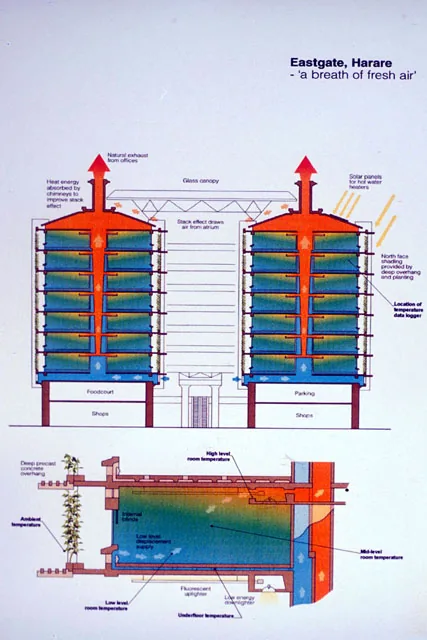 Eastgate, Harare
- 'a breath of fresh air'
Natural exhaust
from offices
Heat energy
absorbed by
chimneys to
improve stack
effect
Glass canopy
Solar panels
for hot water
heaters
Stack effect draws
air from atrium
North face
shading
provided by
deep overhang
and planting
Location of
temperature
data logger
Foodcourt
Parking
Shops
Shops
High level
room temperature
Deep precast
concrete
overhang
Ambient
temperature
Internal
blinds
Low level
displacement
supply
Mid-level
room temperature
Low level
room temperature
Fluorescent
uplighter
Low energy
downlighter
Underfloor temperature